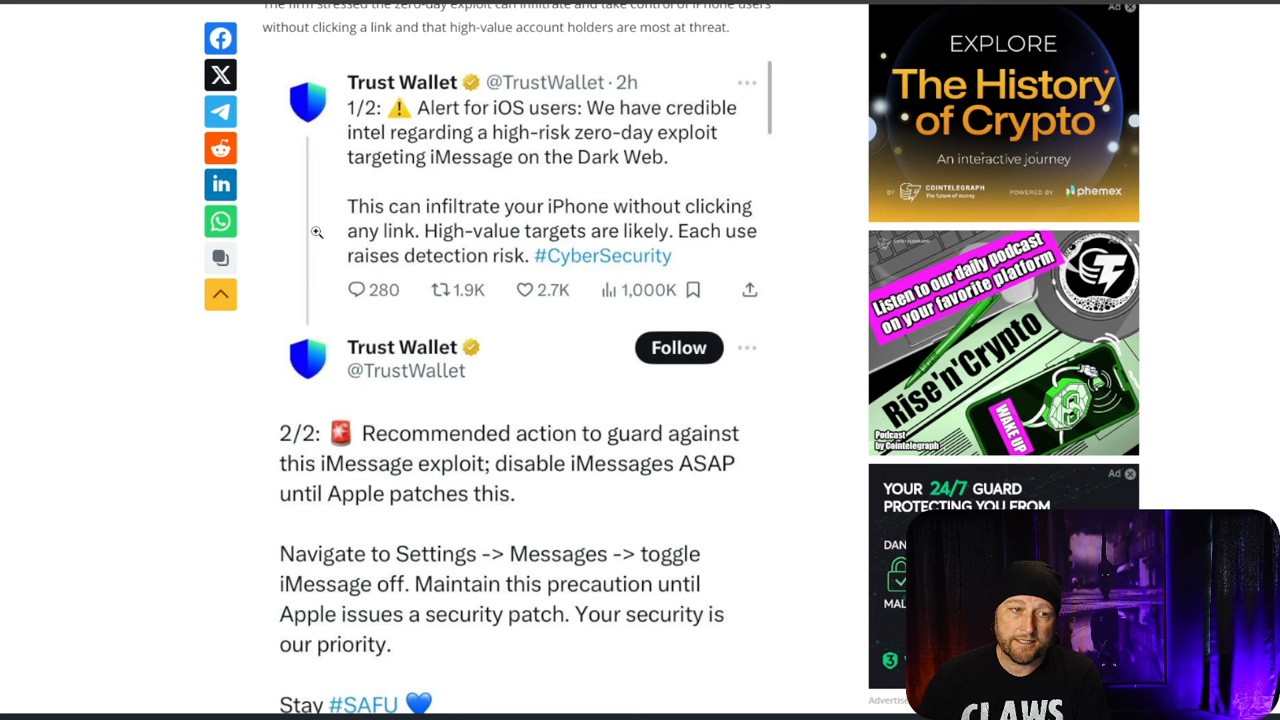 The firm stressed the zero-day exploit can infiltrate and take control of iPhone users
without clicking a link and that high-value account holders are most at threat.
Trust Wallet @TrustWallet · 2h
1/2: ⚠️ Alert for iOS users: We have credible
intel regarding a high-risk zero-day exploit
targeting iMessage on the Dark Web.
This can infiltrate your iPhone without clicking
any link. High-value targets are likely. Each use
raises detection risk. #CyberSecurity
280 1.9K 2.7K 1,000K
Trust Wallet
@TrustWallet
Follow
2/2: 🚨 Recommended action to guard against
this iMessage exploit; disable iMessages ASAP
until Apple patches this.
Navigate to Settings -> Messages -> toggle
iMessage off. Maintain this precaution until
Apple issues a security patch. Your security is
our priority.
Stay #SAFU 💙
Ad
EXPLORE
The History
of Crypto
An interactive journey
BY COINTELEGRAPH The future of money POWERED BY phemex
Listen to our daily podcast
on your favorite platform
Rise'n'Crypto
WAKE UP
Podcast
by Cointelegraph
Ad
YOUR 24/7 GUARD
PROTECTING YOU FROM
DAN
MAL
3
CLAWS